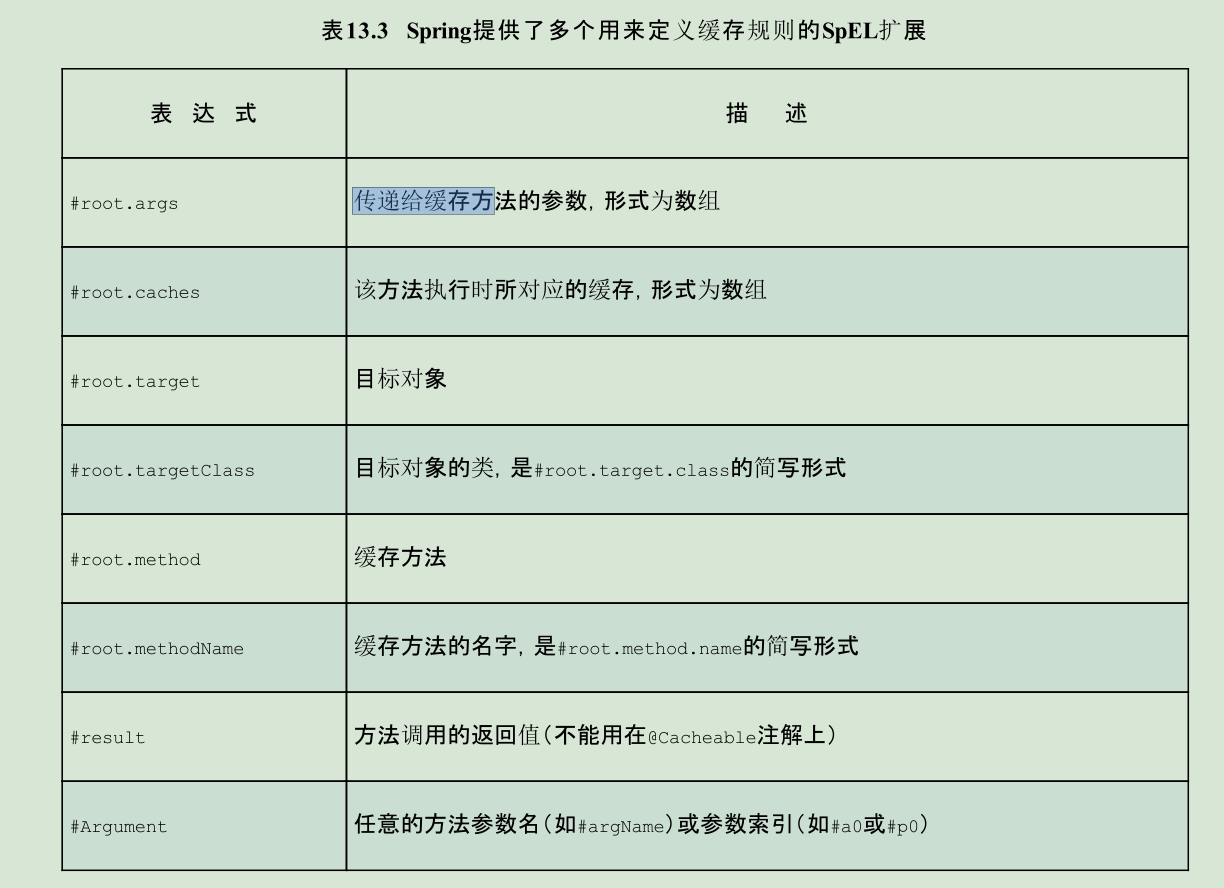 表13.3 Spring提供了多个用来定义缓存规则的SpEL扩展
表 达 式 描 述
#root.args 传递给缓存方法的参数, 形式为数组
#root.caches 该方法执行时所对应的缓存, 形式为数组
#root.target 目标对象
#root.targetClass 目标对象的类, 是#root.target.class的简写形式
#root.method 缓存方法
#root.methodName 缓存方法的名字, 是#root.method.name的简写形式
#result 方法调用的返回值(不能用在@Cacheable注解上)
#Argument 任意的方法参数名(如#argName)或参数索引(如#a0或#p0)